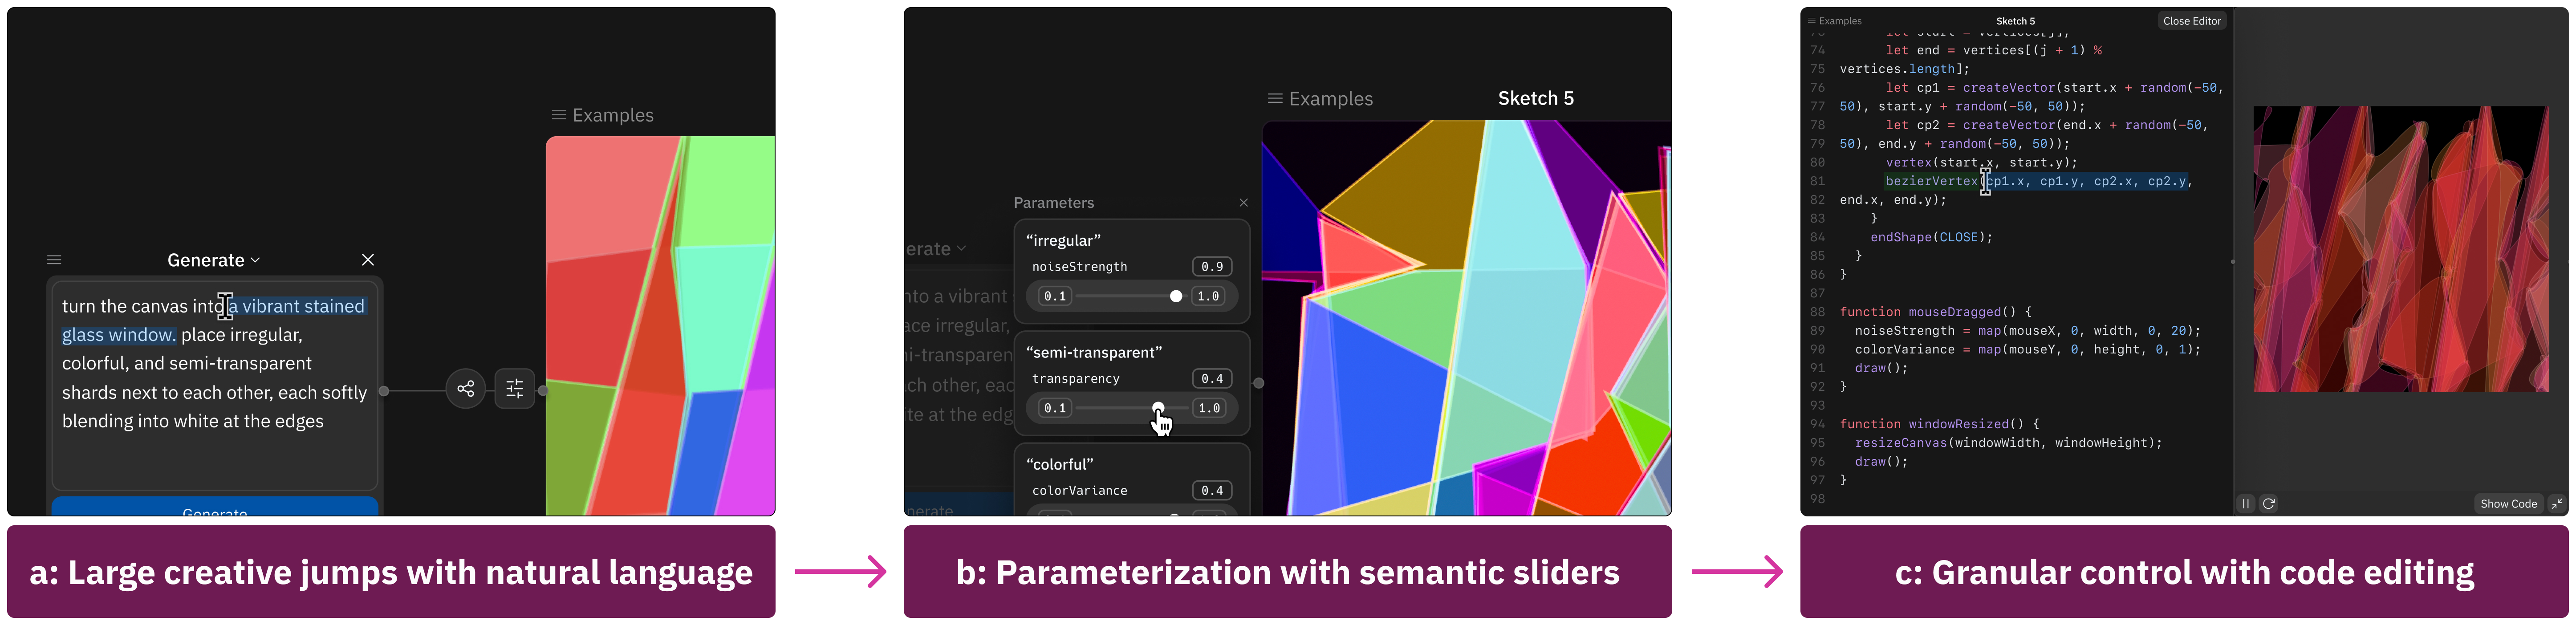 Examples
Generate
turn the canvas into a vibrant stained
glass window. place irregular,
colorful, and semi-transparent
shards next to each other, each softly
blending into white at the edges
Generate
a: Large creative jumps with natural language
Examples
Sketch 5
erate
Parameters
“irregular”
noiseStrength 0.9
0.1 1.0
“semi-transparent”
transparency 0.4
0.1 1.0
“colorful”
colorVariance 0.4
nto a vibrant
ace irregular,
ni-transparen
ach other, eac
ite at the edg
nerate
b: Parameterization with semantic sliders
Examples
Sketch 5
Close Editor
73 let start = vertices[j];
74 let end = vertices[(j + 1) %
75 vertices.length];
76 let cp1 = createVector(start.x + random(-50,
77 50), start.y + random(-50, 50));
78 let cp2 = createVector(end.x + random(-50,
79 50), end.y + random(-50, 50));
80 vertex(start.x, start.y);
81 bezierVertex(cp1.x, cp1.y, cp2.x, cp2.y,
82 end.x, end.y);
83 }
84 endShape(CLOSE);
85 }
86 }
87
88 function mouseDragged() {
89 noiseStrength = map(mouseX, 0, width, 0, 20);
90 colorVariance = map(mouseY, 0, height, 0, 1);
91 draw();
92 }
93
94 function windowResized() {
95 resizeCanvas(windowWidth, windowHeight);
96 draw();
97 }
98
Show Code
c: Granular control with code editing